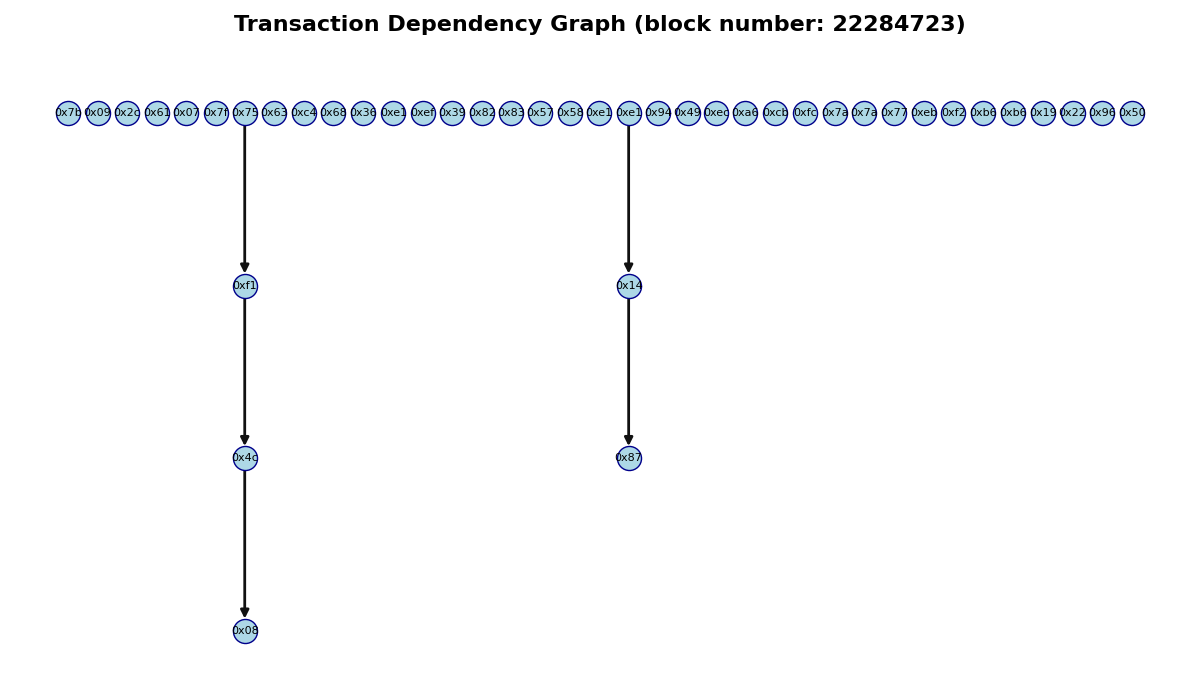 Transaction Dependency Graph (block number: 22284723)
0x7b 0x09 0x2c 0x61 0x07 0x7f 0x75 0x63 0xc4 0x68 0x36 0xe1 0xef 0x39 0x82 0x83 0x57 0x58 0xe1 0xe1 0x94 0x49 0xec 0xa6 0xcb 0xfc 0x7a 0x7a 0x77 0xeb 0xf2 0xb6 0xb6 0x19 0x22 0x96 0x50
0xf1 0x14
0x4c 0x87
0x08